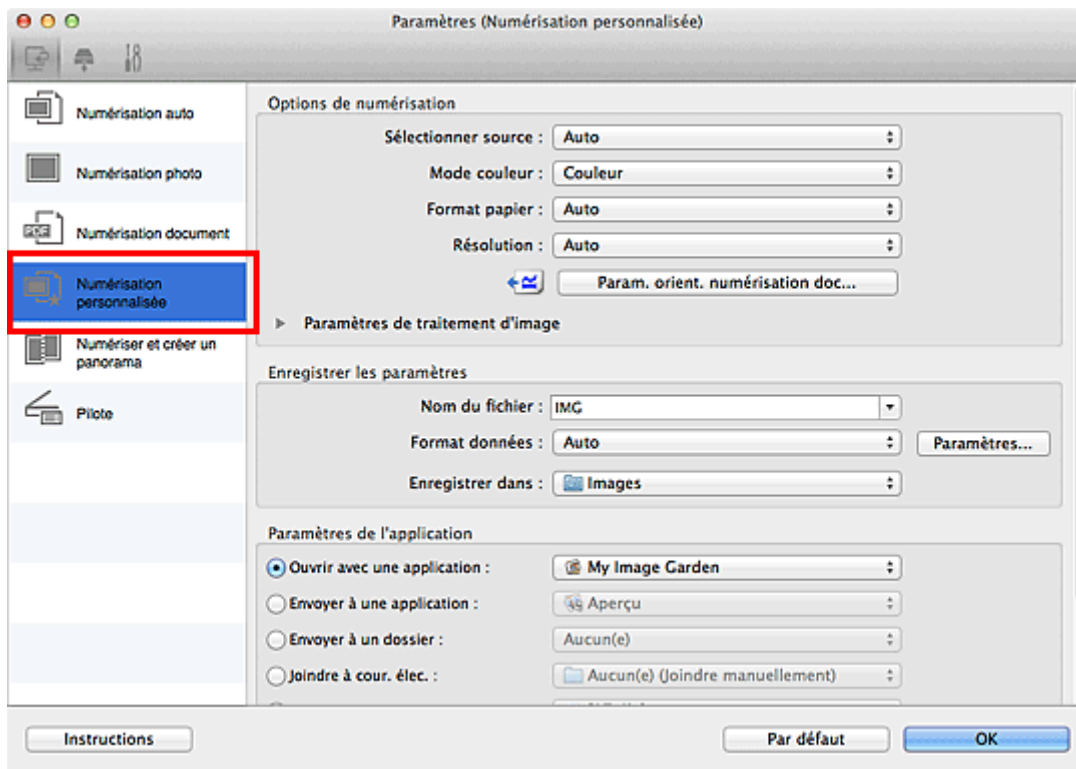 Paramètres (Numérisation personnalisée)
Numérisation auto
Numérisation photo
PDF
Numérisation document
Numérisation
personnalisée
Numériser et créer un
panorama
Pilote
Options de numérisation
Sélectionner source : Auto
Mode couleur : Couleur
Format papier : Auto
Résolution : Auto
Param. orient. numérisation doc...
Paramètres de traitement d'image
Enregistrer les paramètres
Nom du fichier : IMG
Format données : Auto Paramètres...
Enregistrer dans : Images
Paramètres de l'application
Ouvrir avec une application : My Image Garden
Envoyer à une application : Aperçu
Envoyer à un dossier : Aucun(e)
Joindre à cour. élec. : Aucun(e) (Joindre manuellement)
Instructions Par défaut OK